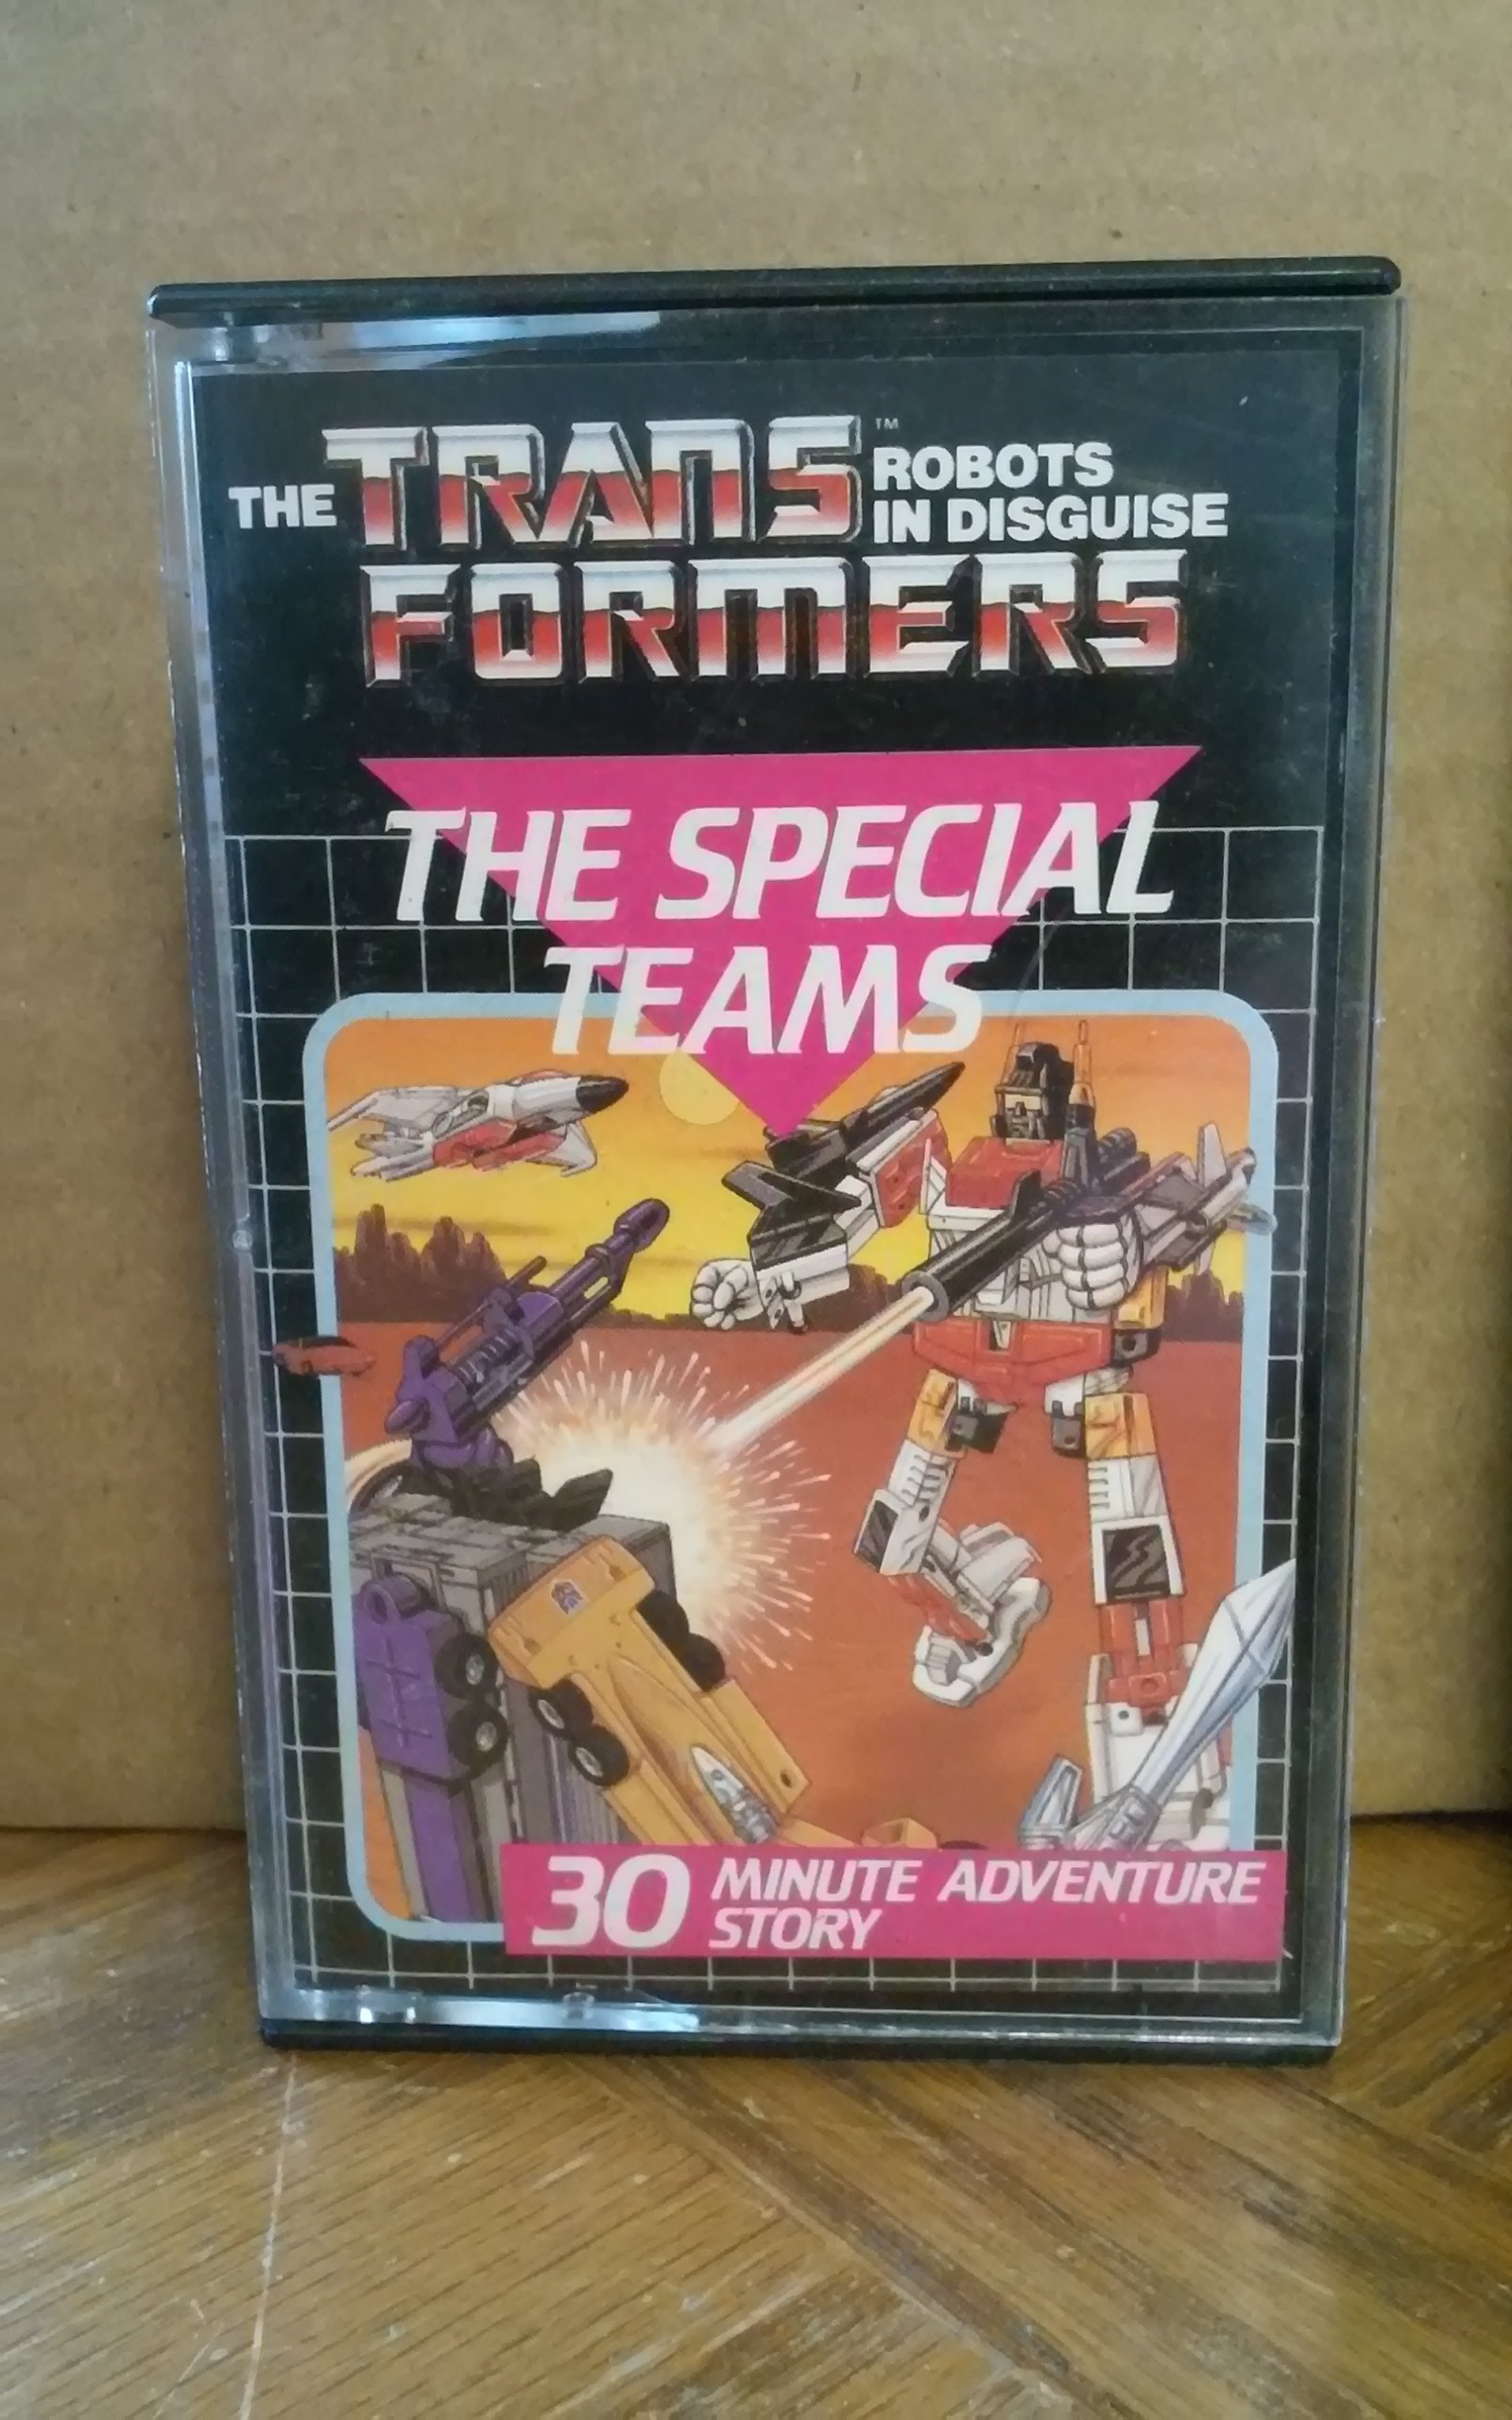 THE TRANS™ ROBOTS
IN DISGUISE
FORMERS
THE SPECIAL
TEAMS
30 MINUTE ADVENTURE
STORY